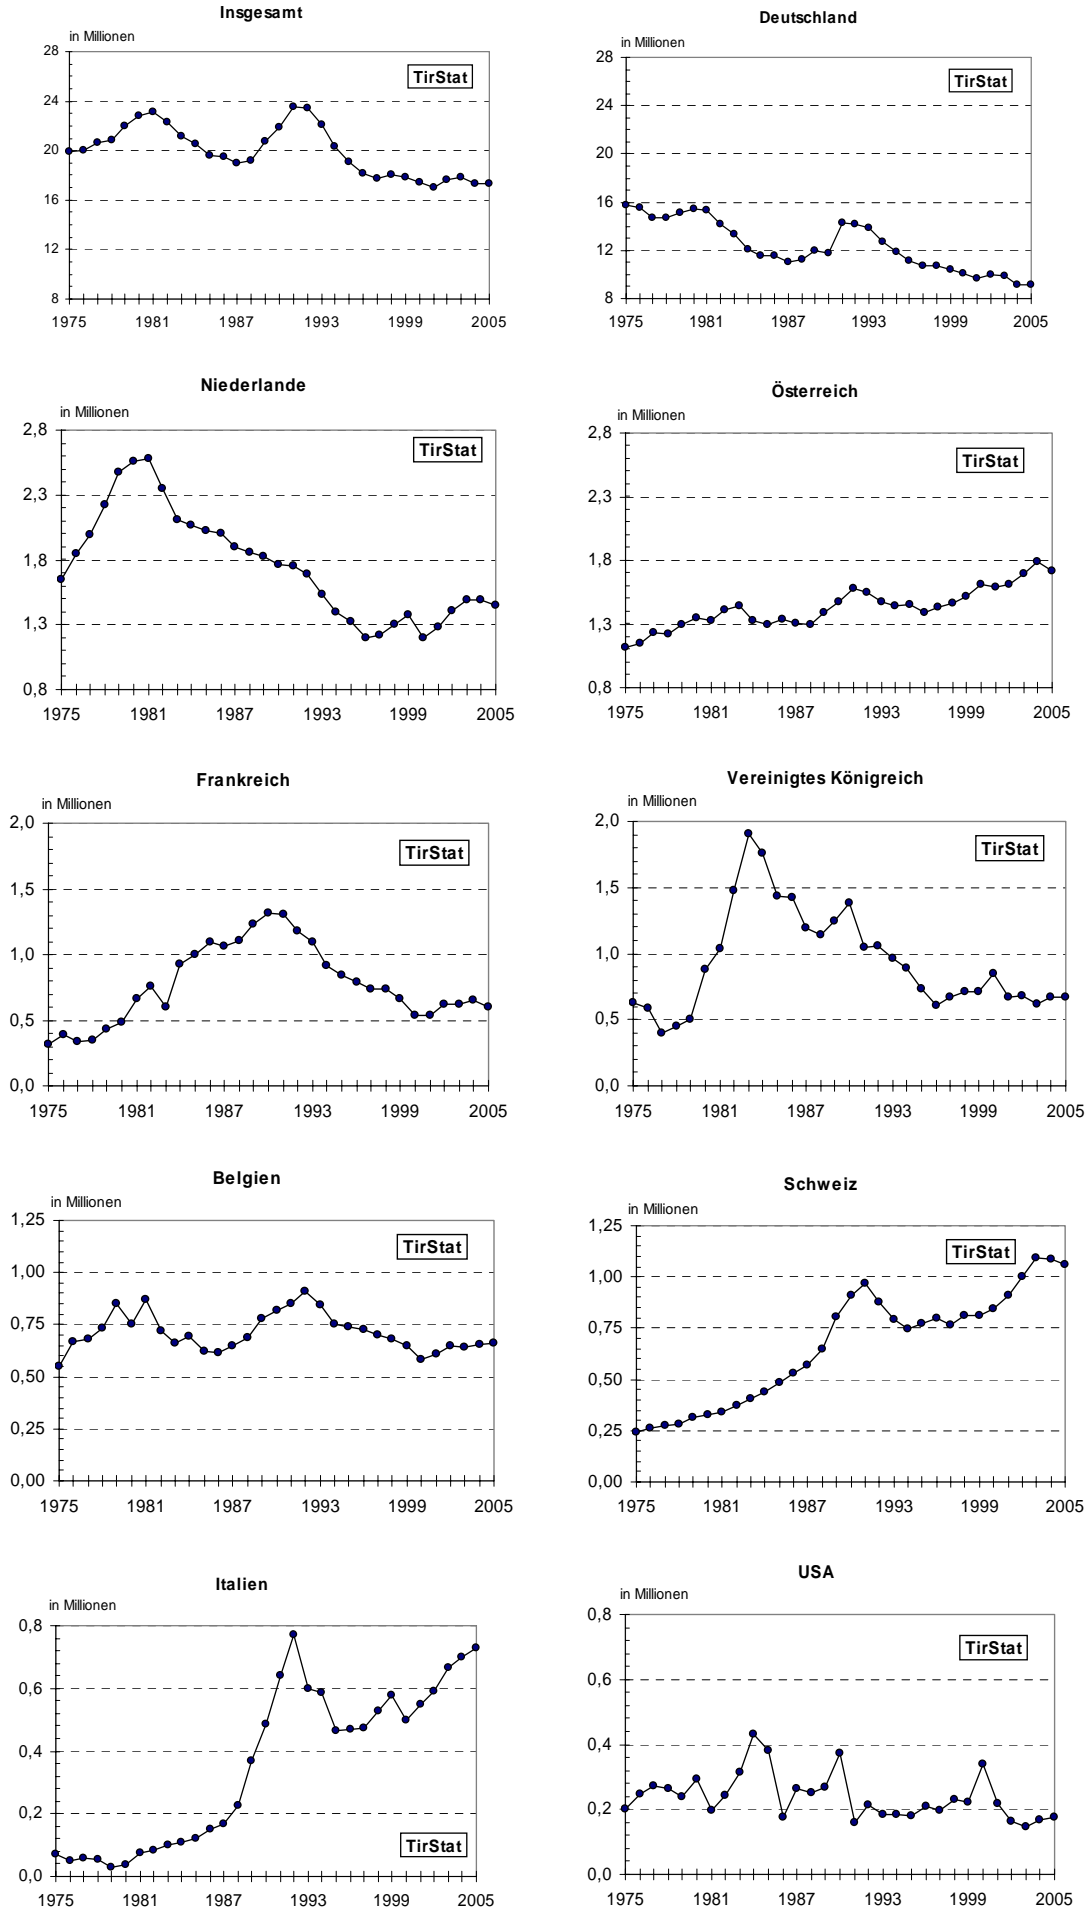 Insgesamt
in Millionen
28
24
20
16
12
8
TirStat
1975 1981 1987 1993 1999 2005
Deutschland
in Millionen
28
24
20
16
12
8
TirStat
1975 1981 1987 1993 1999 2005
Niederlande
in Millionen
2,8
2,3
1,8
1,3
0,8
TirStat
1975 1981 1987 1993 1999 2005
Österreich
in Millionen
2,8
2,3
1,8
1,3
0,8
TirStat
1975 1981 1987 1993 1999 2005
Frankreich
in Millionen
2,0
1,5
1,0
0,5
0,0
TirStat
1975 1981 1987 1993 1999 2005
Vereinigtes Königreich
in Millionen
2,0
1,5
1,0
0,5
0,0
TirStat
1975 1981 1987 1993 1999 2005
Belgien
in Millionen
1,25
1,00
0,75
0,50
0,25
0,00
TirStat
1975 1981 1987 1993 1999 2005
Schweiz
in Millionen
1,25
1,00
0,75
0,50
0,25
0,00
TirStat
1975 1981 1987 1993 1999 2005
Italien
in Millionen
0,8
0,6
0,4
0,2
0,0
TirStat
1975 1981 1987 1993 1999 2005
USA
in Millionen
0,8
0,6
0,4
0,2
0,0
TirStat
1975 1981 1987 1993 1999 2005